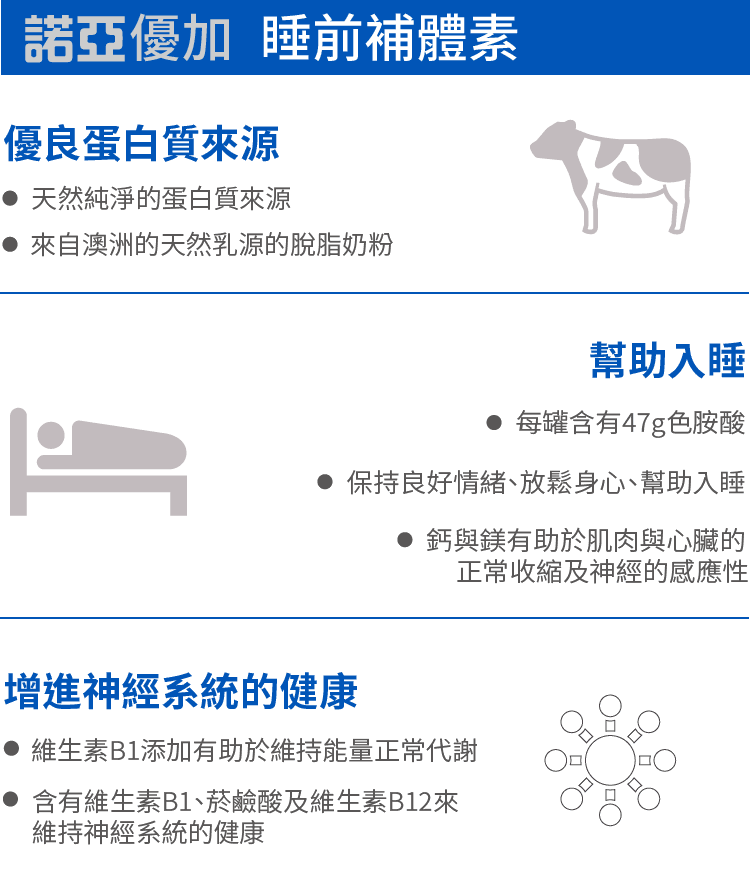 諾亞優加 睡前補體素
優良蛋白質來源
● 天然純淨的蛋白質來源
● 來自澳洲的天然乳源的脫脂奶粉
幫助入睡
● 每罐含有47g色胺酸
● 保持良好情緒、放鬆身心、幫助入睡
● 鈣與鎂有助於肌肉與心臟的
正常收縮及神經的感應性
增進神經系統的健康
● 維生素B1添加有助於維持能量正常代謝
● 含有維生素B1、菸鹼酸及維生素B12來
維持神經系統的健康